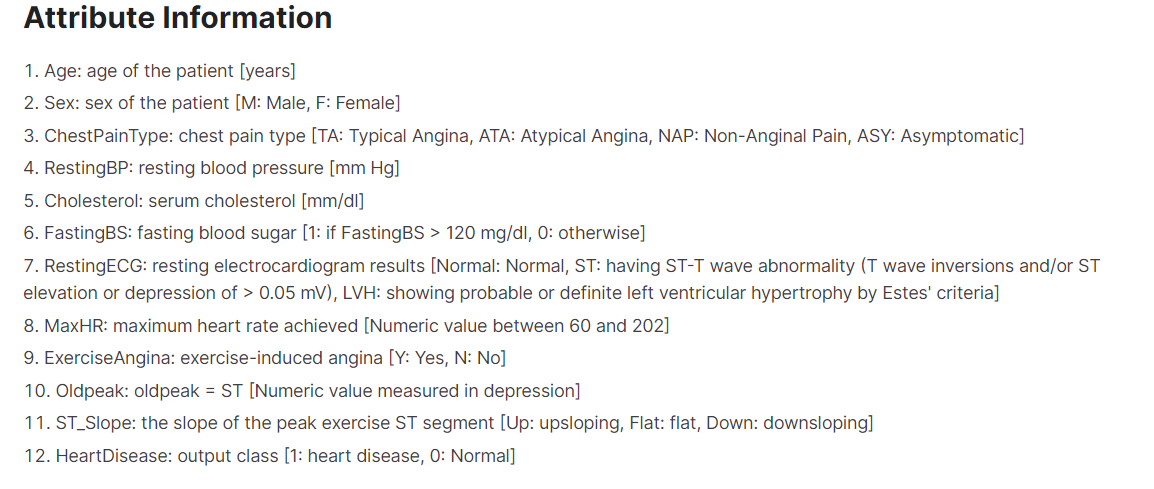 Attribute Information
1. Age: age of the patient [years]
2. Sex: sex of the patient [M: Male, F: Female]
3. ChestPainType: chest pain type [TA: Typical Angina, ATA: Atypical Angina, NAP: Non-Anginal Pain, ASY: Asymptomatic]
4. RestingBP: resting blood pressure [mm Hg]
5. Cholesterol: serum cholesterol [mm/dl]
6. FastingBS: fasting blood sugar [1: if FastingBS > 120 mg/dl, 0: otherwise]
7. RestingECG: resting electrocardiogram results [Normal: Normal, ST: having ST-T wave abnormality (T wave inversions and/or ST
elevation or depression of > 0.05 mV), LVH: showing probable or definite left ventricular hypertrophy by Estes' criteria]
8. MaxHR: maximum heart rate achieved [Numeric value between 60 and 202]
9. ExerciseAngina: exercise-induced angina [Y: Yes, N: No]
10. Oldpeak: oldpeak = ST [Numeric value measured in depression]
11. ST_Slope: the slope of the peak exercise ST segment [Up: upsloping, Flat: flat, Down: downsloping]
12. HeartDisease: output class [1: heart disease, 0: Normal]